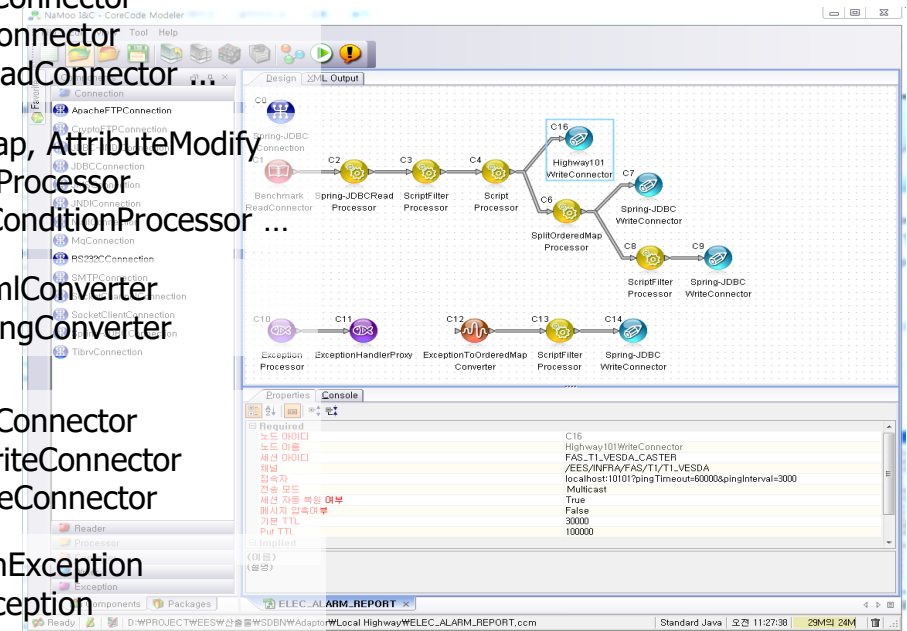 Connector
NaMoo I&C - CoreCode Modeler
onnector
Tool Help
adConnector ...
Design XML Output
Connection
ApacheFTPConnection
CryptoFTPConnection
ap, AttributeModify
JDBCConnection
Processor
JNDIConnection
ConditionProcessor ...
MqConnection
RS232CConnection
SMTPConnection
mlConverter
SocketClientConnection
ngConverter
TibrvConnection
C0
Spring-JDBC
Connection
C1
Benchmark
ReadConnector
C2
Spring-JDBCRead
Processor
C3
ScriptFilter
Processor
C4
Script
Processor
C16
Highway101
WriteConnector
C6
SplitOrderedMap
Processor
C7
Spring-JDBC
WriteConnector
C8
ScriptFilter
Processor
C9
Spring-JDBC
WriteConnector
C10
Exception
Processor
C11
ExceptionHandlerProxy
C12
ExceptionToOrderedMap
Converter
C13
ScriptFilter
Processor
C14
Spring-JDBC
WriteConnector
Connector
riteConnector
eConnector
Reader
Processor
nException
Exception
ception
Components Packages
Properties Console
Required
노드 아이디 C16
노드 이름 Highway101WriteConnector
세션 아이디 FAS_T1_VESDA_CASTER
채널 /EES/INFRA/FAS/T1/T1_VESDA
접속자 localhost:10101?pingTimeout=60000&pingInterval=3000
전송 모드 Multicast
세션 자동 복원 여부 True
메시지 압축여부 False
기본 TTL 30000
Put TTL 100000
Implied
(이름)
(설명)
ELEC_ALARM_REPORT
Ready D:₩PROJECT₩EES₩산출물₩SDBN₩Adaptor₩Local Highway₩ELEC_ALARM_REPORT.ccm Standard Java 오전 11:27:38 29M의 24M